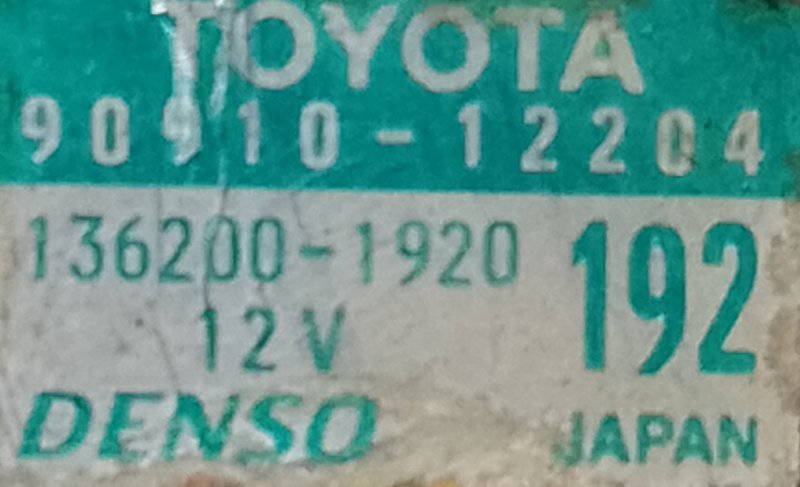 TOYOTA
90910-12204
136200-1920 192
12V
DENSO JAPAN